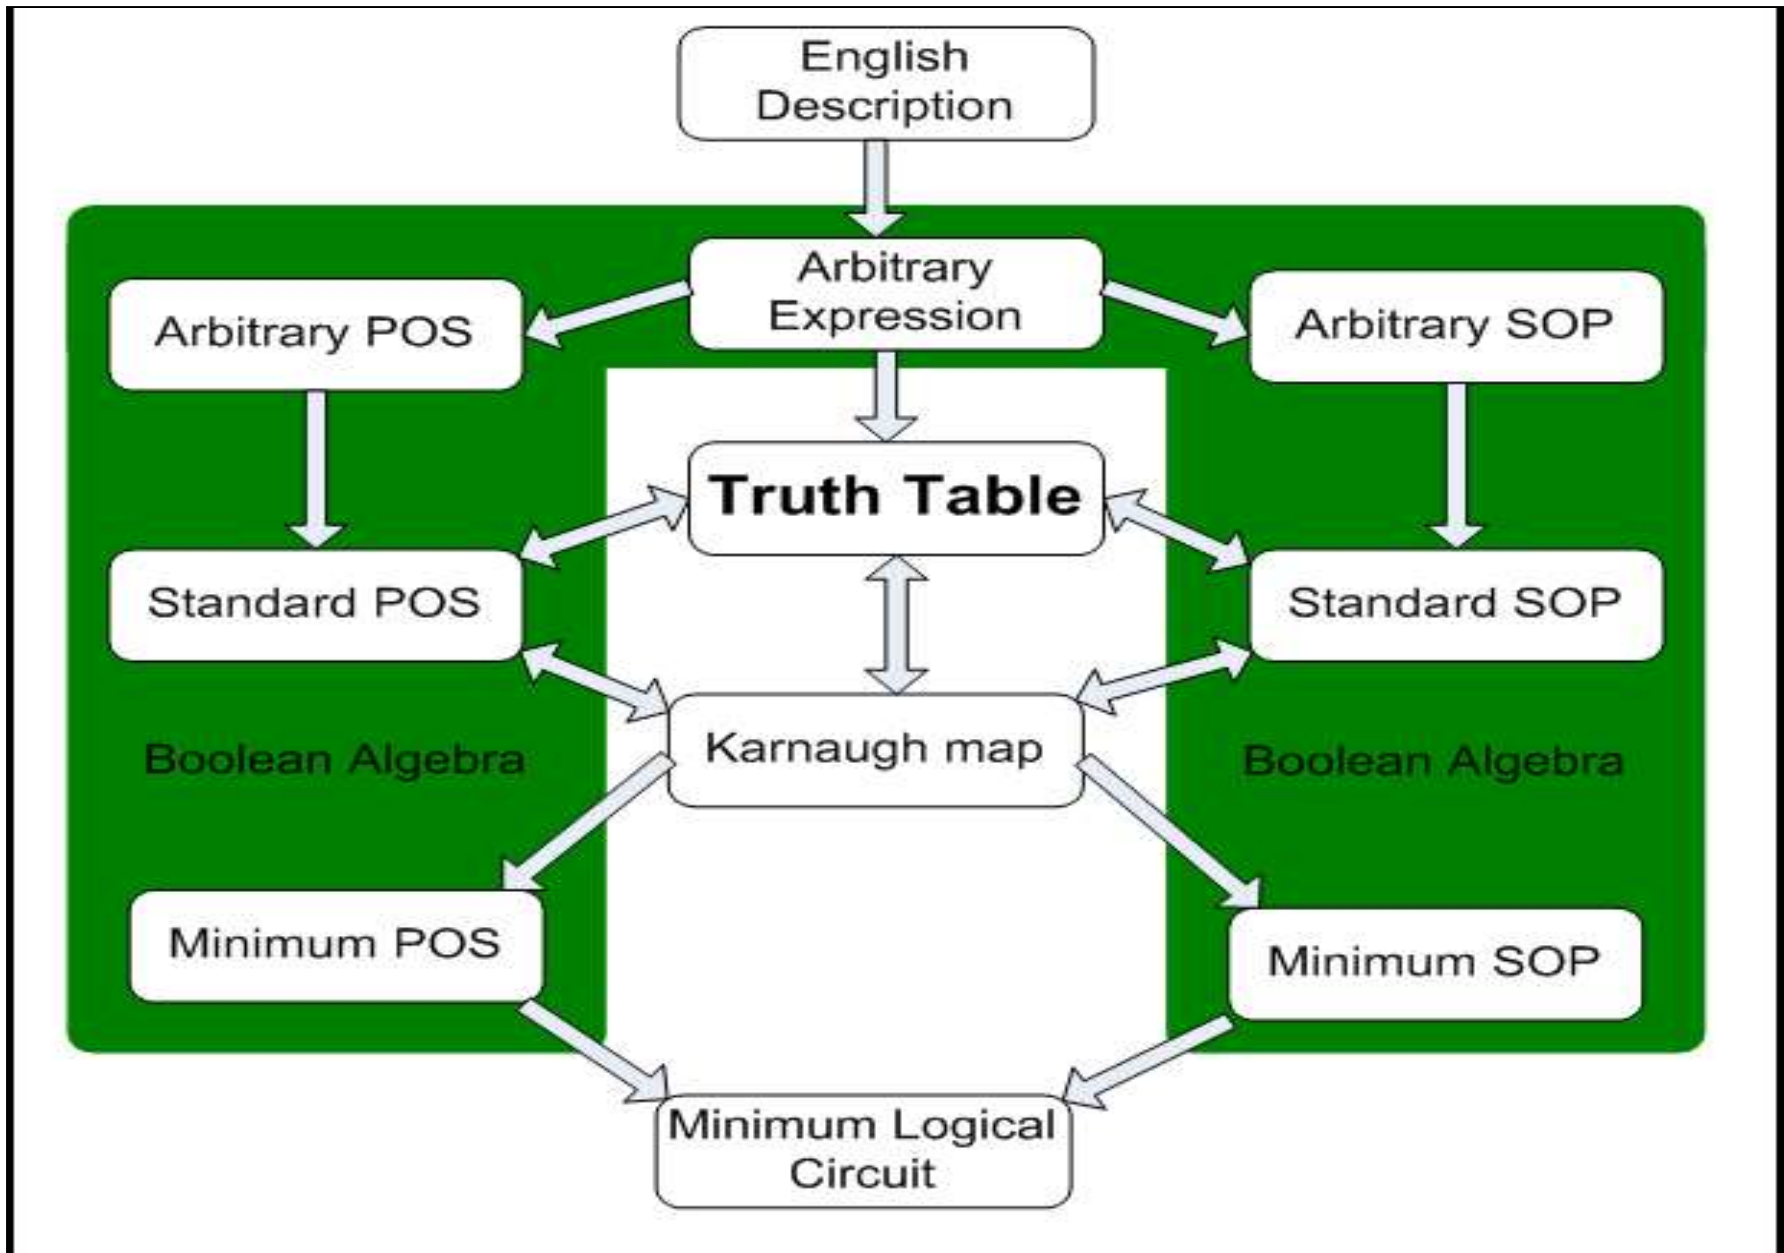 English
Description
Arbitrary
Expression
Arbitrary POS
Arbitrary SOP
Truth Table
Standard POS
Standard SOP
Karnaugh map
Boolean Algebra
Boolean Algebra
Minimum POS
Minimum SOP
Minimum Logical
Circuit